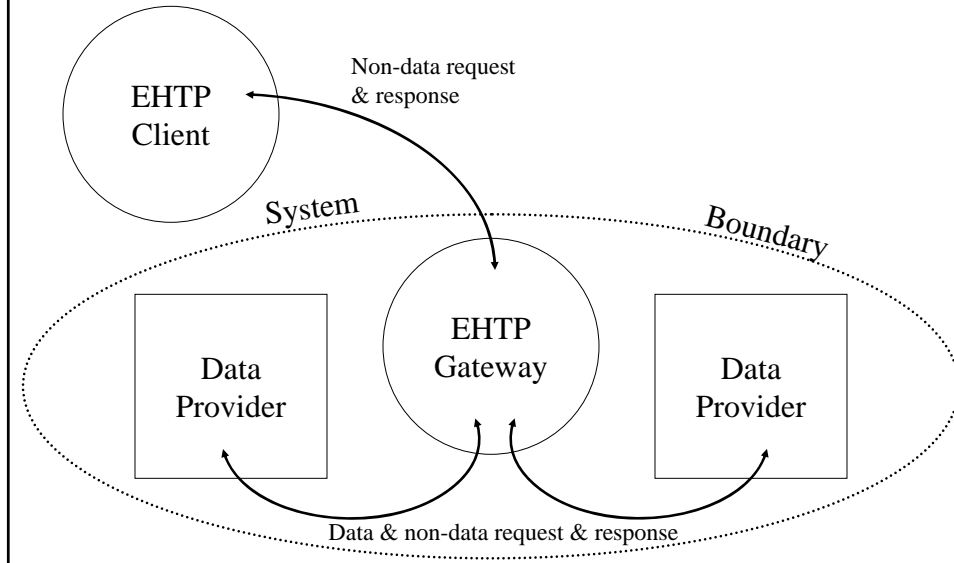 Non-data request
& response
EHTP
Client
System
Boundary
EHTP
Gateway
Data
Provider
Data
Provider
Data & non-data request & response